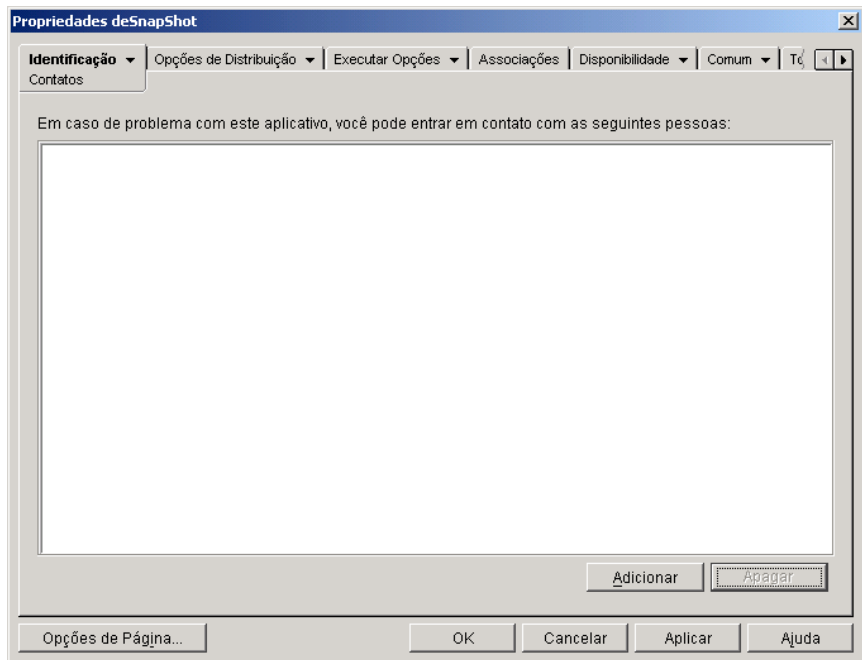 Propriedades deSnapShot
Identificação Opções de Distribuição Executar Opções Associações Disponibilidade Comum
Contatos
Em caso de problema com este aplicativo, você pode entrar em contato com as seguintes pessoas:
Adicionar Apagar
Opções de Página... OK Cancelar Aplicar Ajuda